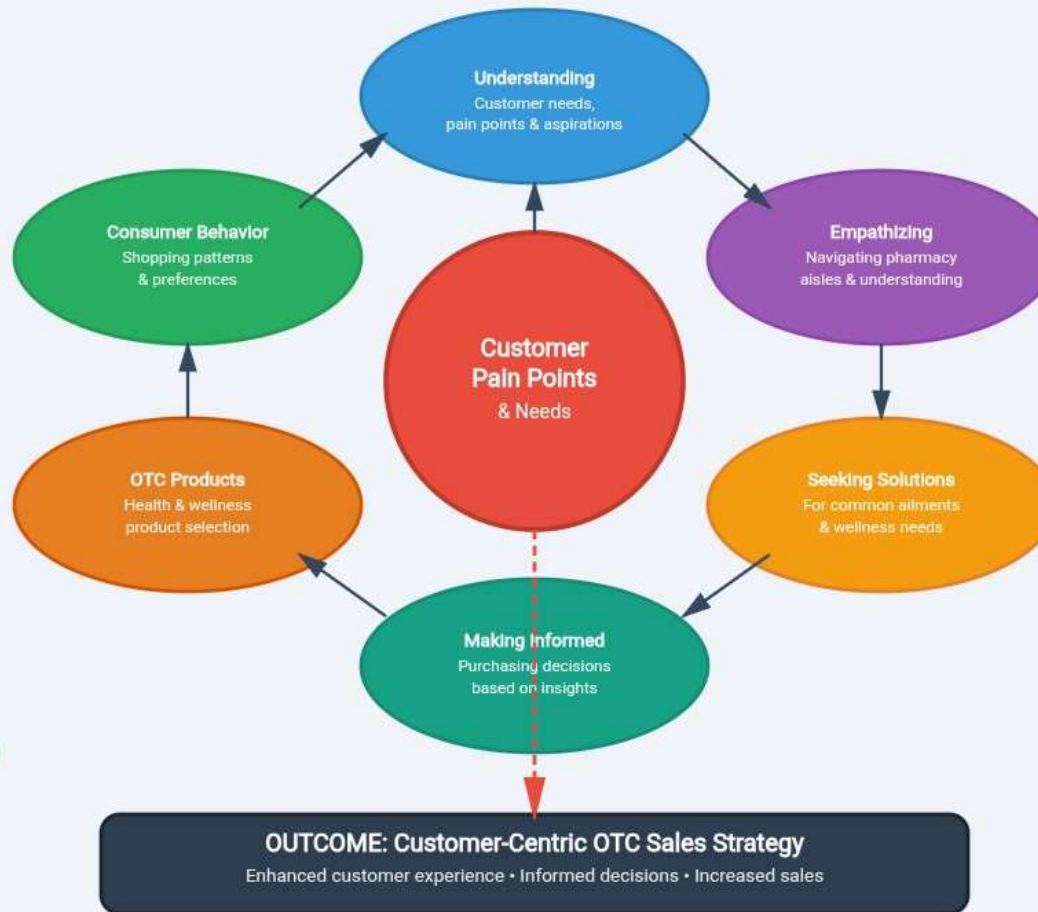 Understanding
Customer needs,
pain points & aspirations
Consumer Behavior
Shopping patterns
& preferences
Empathizing
Navigating pharmacy
aisles & understanding
Customer
Pain Points
& Needs
OTC Products
Health & wellness
product selection
Seeking Solutions
For common ailments
& wellness needs
Making Informed
Purchasing decisions
based on insights
OUTCOME: Customer-Centric OTC Sales Strategy
Enhanced customer experience • Informed decisions • Increased sales